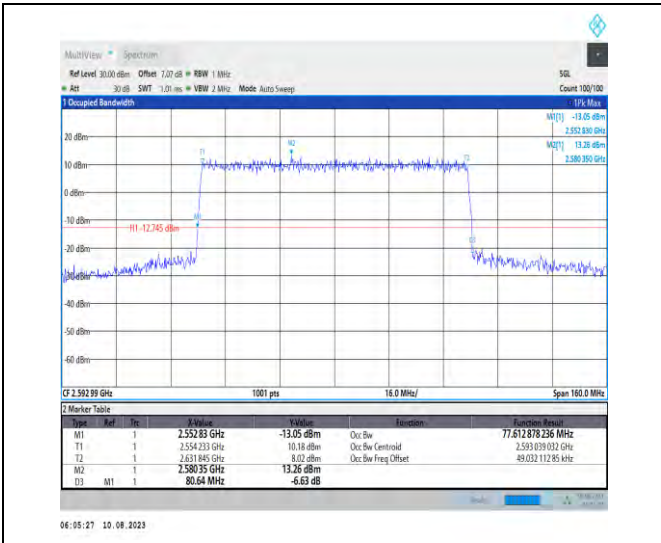 MultiView Spectrum
Ref Level 30.00 dBm Offset 7.07 dB RBW 1 MHz SGL
Att 30 dB SWT 1.01 ms VBW 2 MHz Mode Auto Sweep Count 100/100
1 Occupied Bandwidth 1Pk Max
M1[1] -13.05 dBm
2.552 830 GHz
20 dBm M2[1] 13.26 dBm
T1 M2 T2 2.580 350 GHz
10 dBm
0 dBm
-10 dBm M1
H1 -12.745 dBm
-20 dBm D3
-30 dBm
-40 dBm
-50 dBm
-60 dBm
CF 2.592 99 GHz 1001 pts 16.0 MHz/ Span 160.0 MHz
2 Marker Table
Type Ref Trc X-Value Y-Value Function Function Result
M1 1 2.552 83 GHz -13.05 dBm Occ Bw 77.612 878 236 MHz
T1 1 2.554 233 GHz 10.18 dBm Occ Bw Centroid 2.593 039 032 GHz
T2 1 2.631 845 GHz 8.02 dBm Occ Bw Freq Offset 49.032 112 85 kHz
M2 1 2.580 35 GHz 13.26 dBm
D3 M1 1 80.64 MHz -6.63 dB
06:05:27 10.08.2023